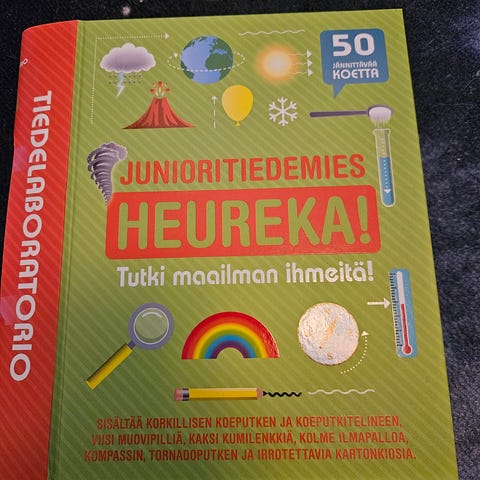 TIEDELABORATORIO
50
JÄNNITTÄVÄÄ
KOETTA
JUNIORITIEDEMIES
HEUREKA!
Tutki maailman ihmeitä!
SISÄLTÄÄ KORKILLISEN KOEPUTKEN JA KOEPUTKITELINEEN,
VIISI MUOVIPILLIÄ, KAKSI KUMILENKKIÄ, KOLME ILMAPALLOA,
KOMPASSIN, TORNADOPUTKEN JA IRROTETTAVIA KARTONKIOSIA.